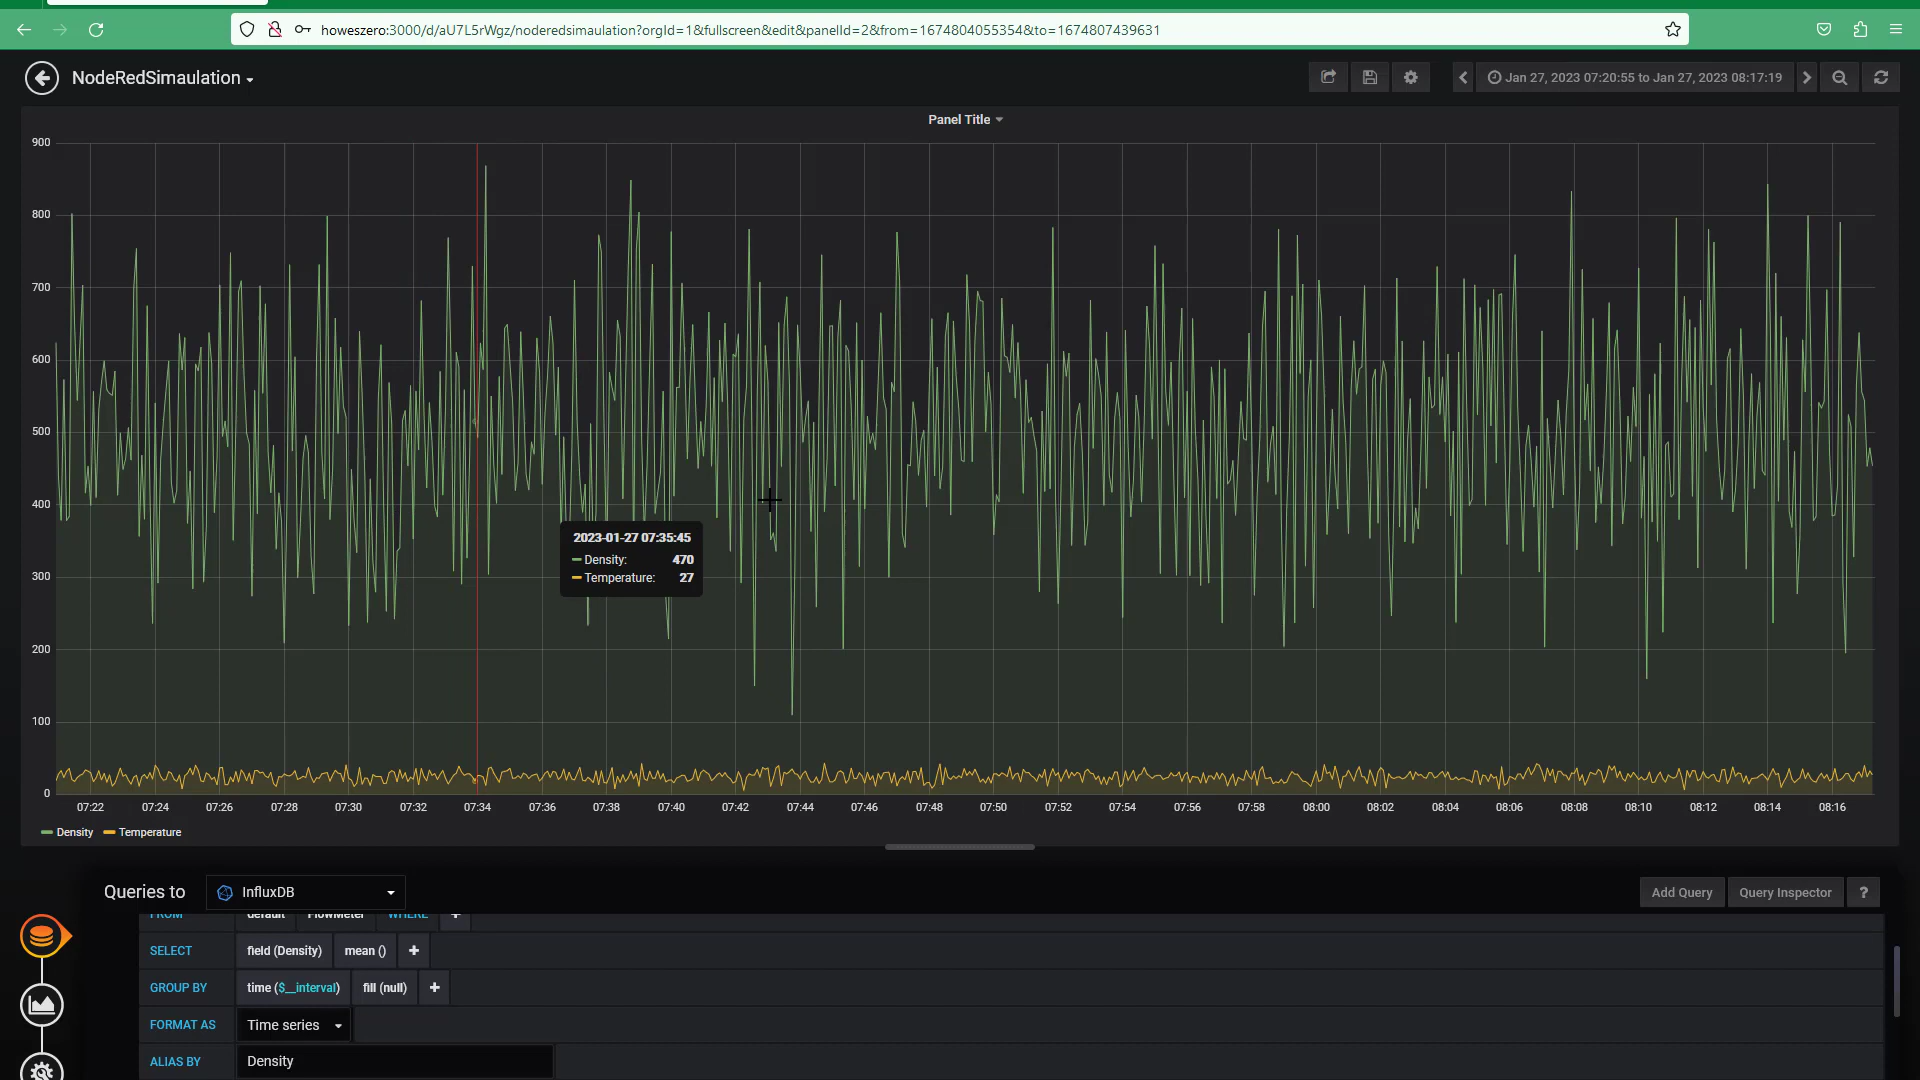 howeszero:3000/d/aU7L5rWgz/noderedsimaulation?orgId=1&fullscreen&edit&panelId=2&from=1674804055354&to=1674807439631
NodeRedSimaulation
Jan 27, 2023 07:20:55 to Jan 27, 2023 08:17:19
Panel Title
900
800
700
600
500
400
300
200
100
0
2023-01-27 07:35:45
Density: 470
Temperature: 27
07:22 07:24 07:26 07:28 07:30 07:32 07:34 07:36 07:38 07:40 07:42 07:44 07:46 07:48 07:50 07:52 07:54 07:56 07:58 08:00 08:02 08:04 08:06 08:08 08:10 08:12 08:14 08:16
Density Temperature
Queries to InfluxDB Add Query Query Inspector ?
FROM default FlowMeter WHERE +
SELECT field (Density) mean () +
GROUP BY time ($__interval) fill (null) +
FORMAT AS Time series
ALIAS BY Density